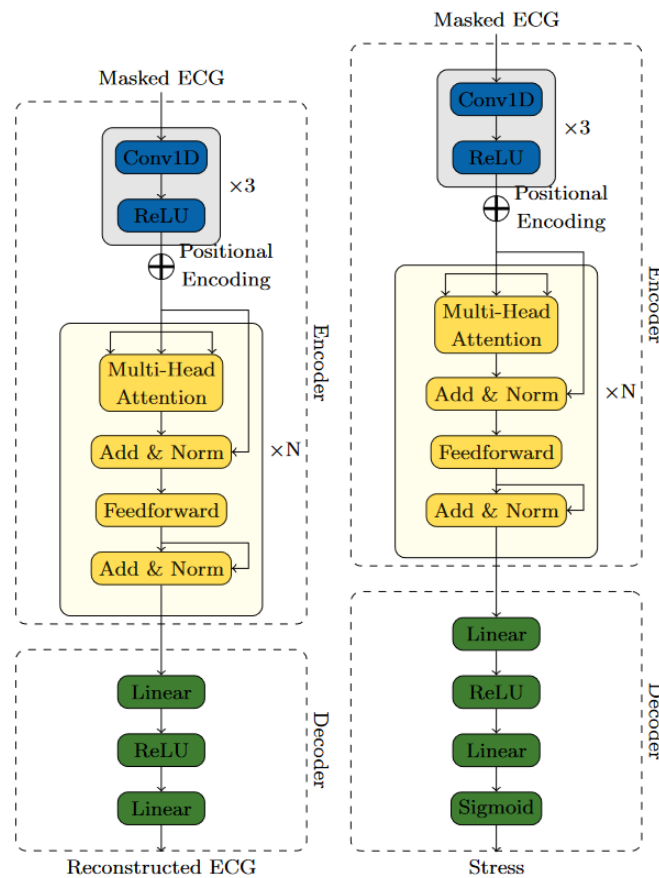 Masked ECG
Conv1D
×3
ReLU
Positional
Encoding
Multi-Head
Attention
Add & Norm
×N
Feedforward
Add & Norm
Encoder
Linear
ReLU
Linear
Decoder
Reconstructed ECG
Masked ECG
Conv1D
×3
ReLU
Positional
Encoding
Multi-Head
Attention
Add & Norm
×N
Feedforward
Add & Norm
Encoder
Linear
ReLU
Linear
Sigmoid
Decoder
Stress